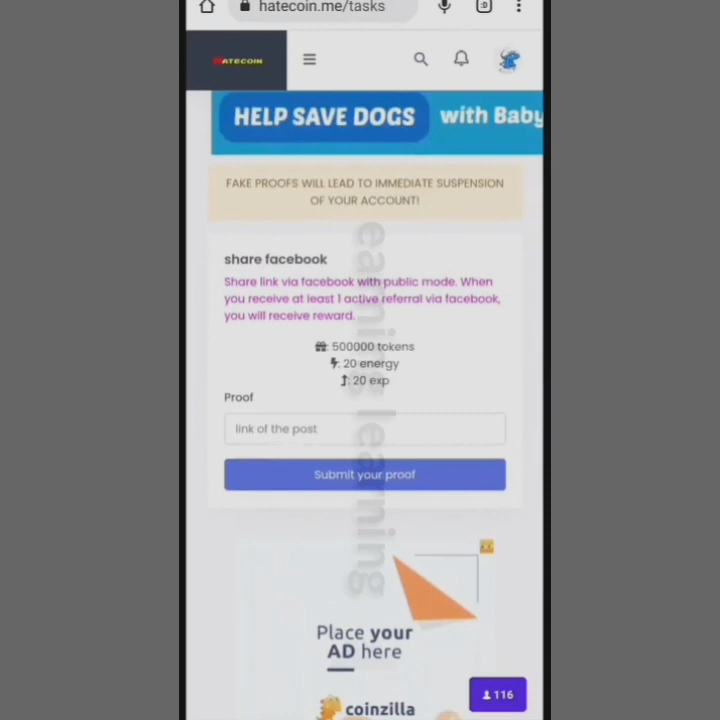 hatecoin.me/tasks
HATECOIN
HELP SAVE DOGS with Baby
FAKE PROOFS WILL LEAD TO IMMEDIATE SUSPENSION
OF YOUR ACCOUNT!
share facebook
Share link via facebook with public mode. When
you receive at least 1 active referral via facebook,
you will receive reward.
: 500000 tokens
: 20 energy
: 20 exp
Proof
link of the post
Submit your proof
earning learning
Place your
AD here
coinzilla
116